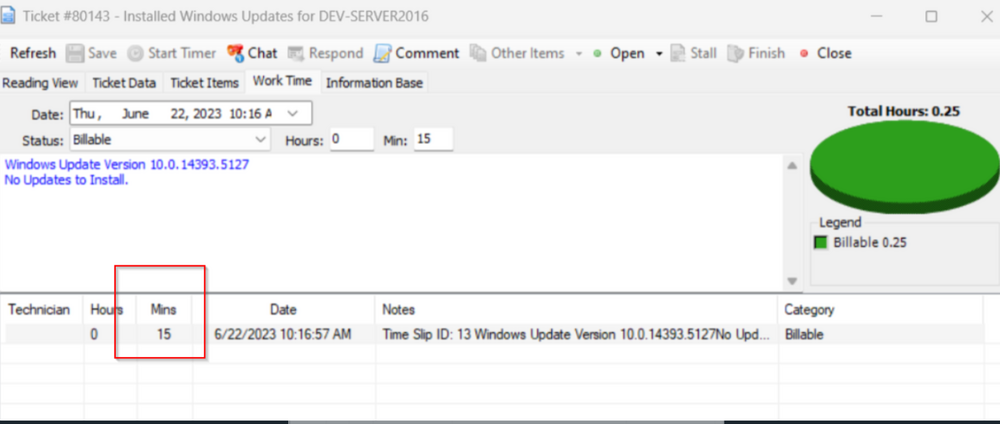 Ticket #80143 - Installed Windows Updates for DEV-SERVER2016
Refresh Save Start Timer Chat Respond Comment Other Items Open Stall Finish Close
Reading View Ticket Data Ticket Items Work Time Information Base
Date: Thu, June 22, 2023 10:16 A
Status: Billable Hours: 0 Min: 15
Windows Update Version 10.0.14393.5127
No Updates to Install.
Total Hours: 0.25
Legend
Billable 0.25
Technician Hours Mins Date Notes Category
0 15 6/22/2023 10:16:57 AM Time Slip ID: 13 Windows Update Version 10.0.14393.5127No Upd... Billable